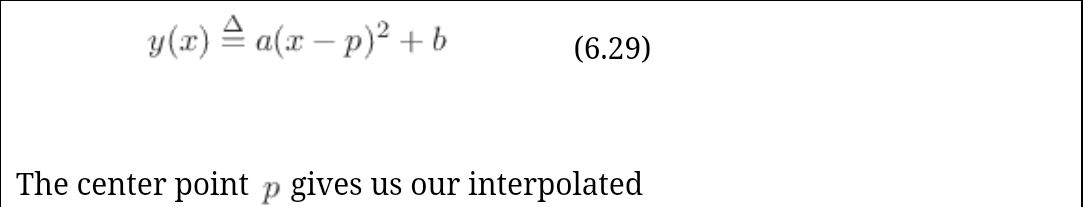 y(x) ≜ a(x − p)² + b (6.29)
The center point p gives us our interpolated